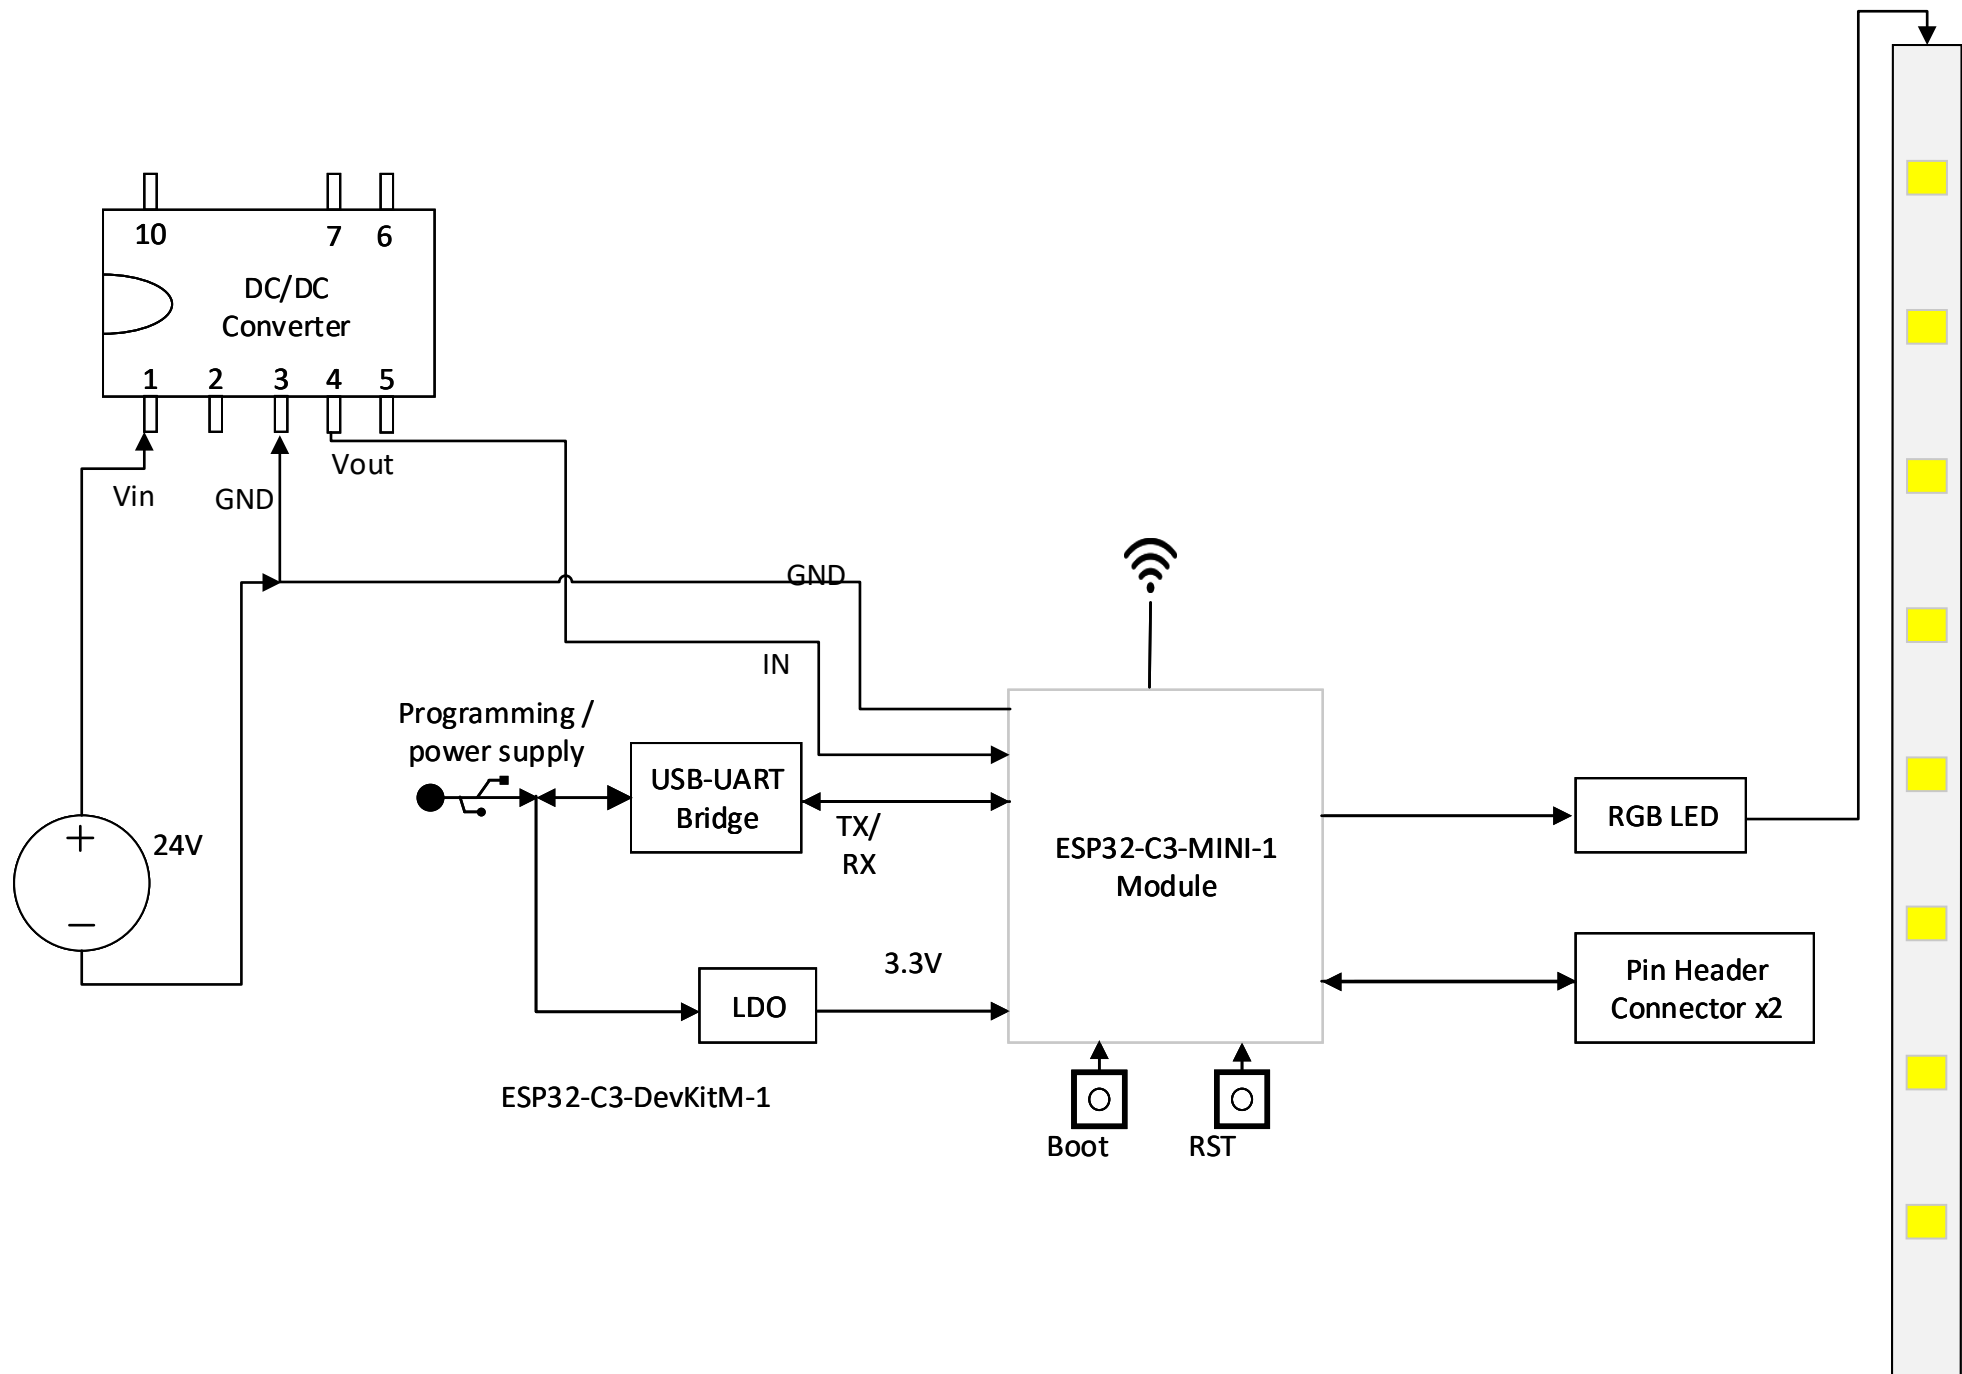 10
7
6
DC/DC
Converter
1
2
3
4
5
Vin
GND
Vout
GND
IN
Programming /
power supply
USB-UART
Bridge
TX/
RX
24V
ESP32-C3-MINI-1
Module
RGB LED
3.3V
LDO
Pin Header
Connector x2
ESP32-C3-DevKitM-1
Boot
RST